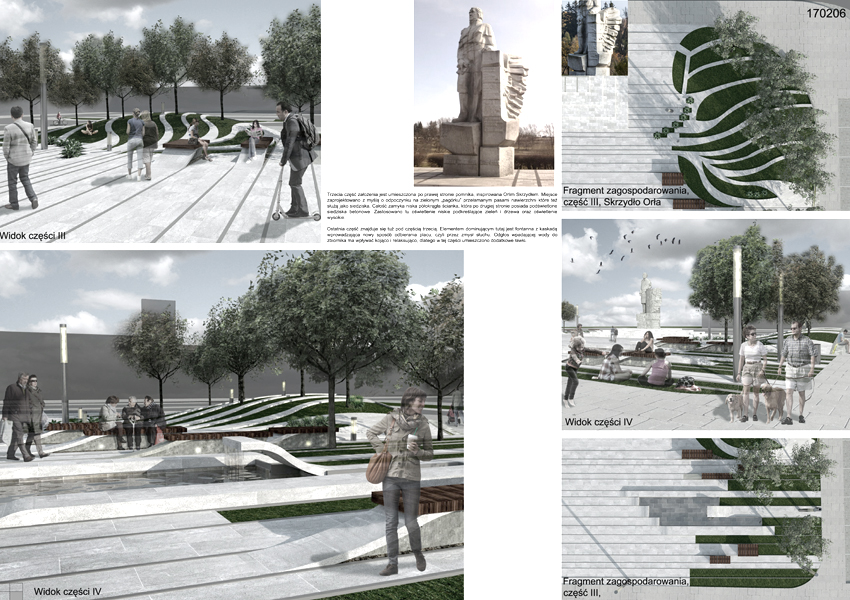 170206
Widok części III
Trzecia część założenia jest umieszczona po prawej stronie pomnika, inspirowana Orlim Skrzydłem. Miejsce
zaprojektowano z myślą o odpoczynku na zielonym „pagórku” przełamanym pasami nawierzchni które też
służą jako siedziska. Całość zamyka niska półokrągła ścianka, która po drugiej stronie posiada podświetlone
siedziska betonowe. Zastosowano tu oświetlenie niskie podkreślające zieleń i drzewa oraz oświetlenie
wysokie.
Ostatnia część znajduje się tuż pod częścią trzecią. Elementem dominującym tutaj jest fontanna z kaskadą
wprowadzająca nowy sposób odbierania placu, czyli przez zmysł słuchu. Odgłos wpadającej wody do
zbiornika ma wpływać kojąco i relaksująco, dlatego w tej części umieszczono dodatkowe ławki.
Fragment zagospodarowania,
część III, Skrzydło Orła
Widok części IV
Widok części IV
Fragment zagospodarowania,
część III,